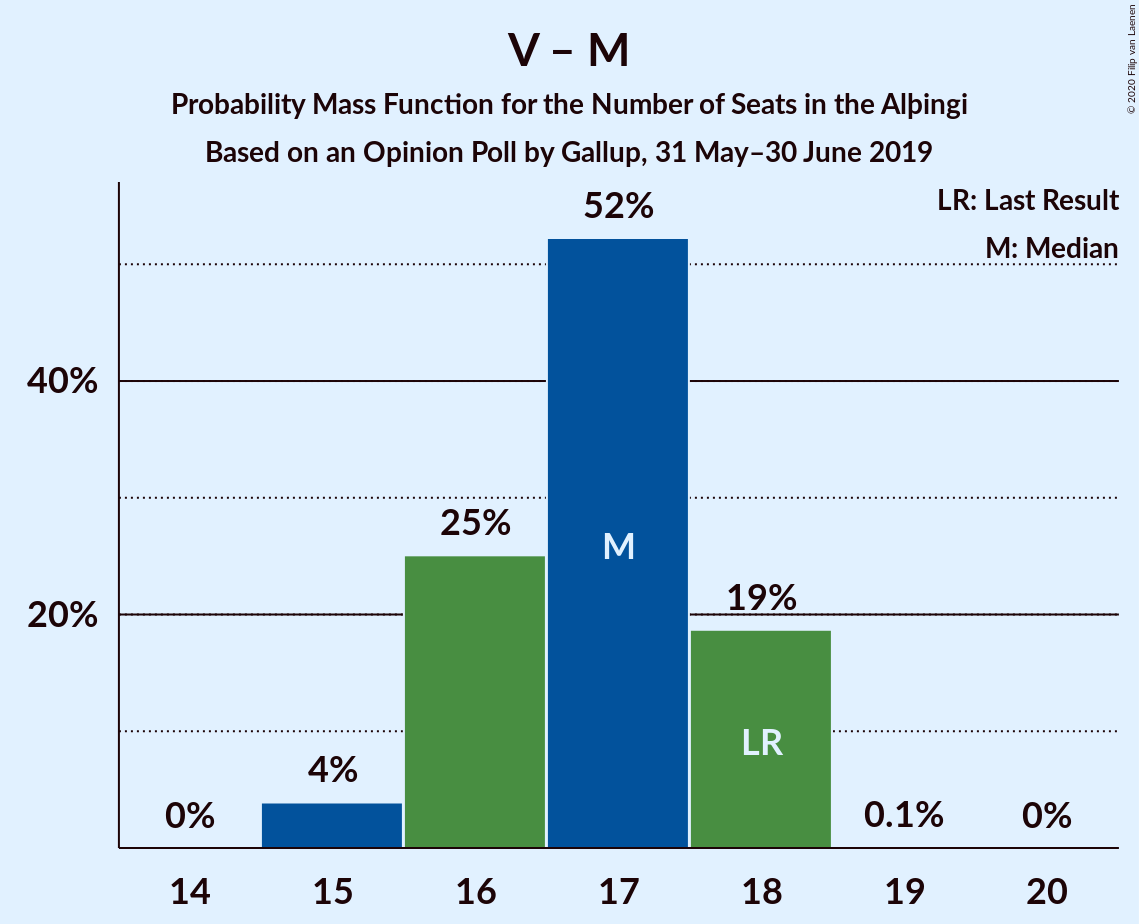 V – M
Probability Mass Function for the Number of Seats in the Alþingi
Based on an Opinion Poll by Gallup, 31 May–30 June 2019
© 2020 Filip van Laenen
LR: Last Result
M: Median
52%
40%
25%
M
20%
19%
LR
4%
0%
0.1%
0%
14 15 16 17 18 19 20